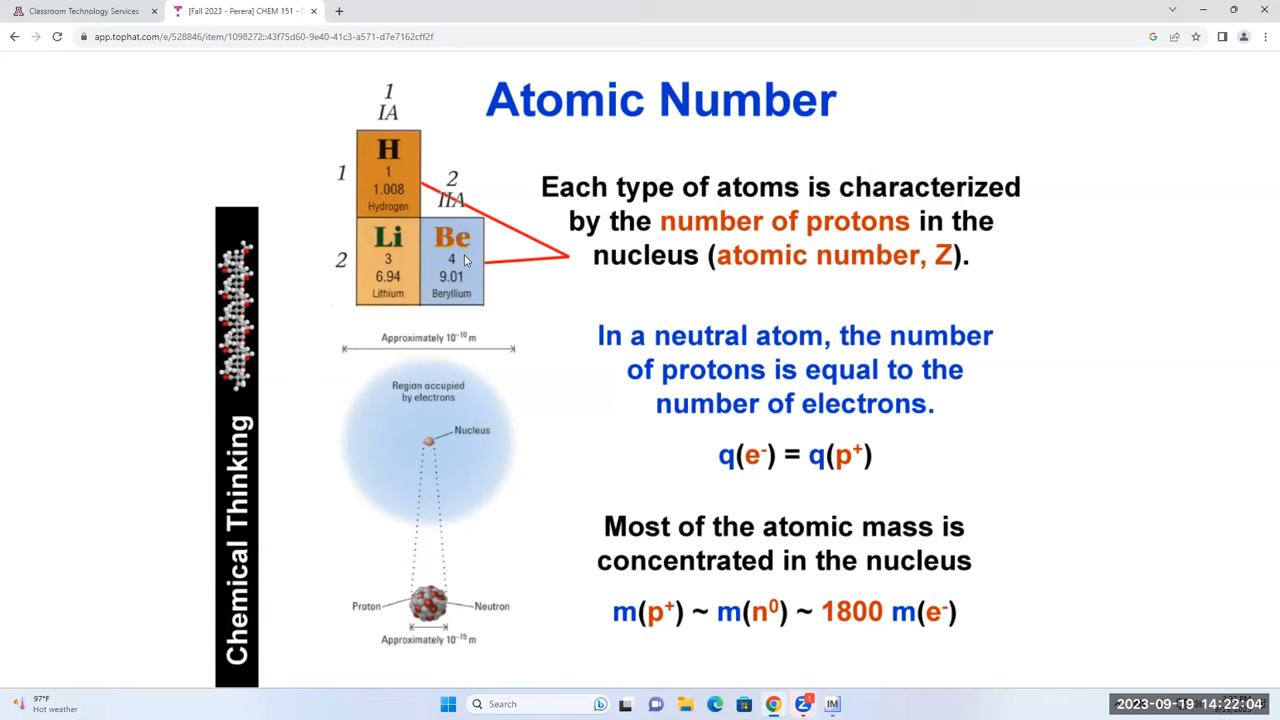 Classroom Technology Services
[Fall 2023 - Perera] CHEM 151 -
app.tophat.com/e/528846/item/1098272::43f75d60-9e40-41c3-a571-d7e7162cff2f
Atomic Number
1
IA
1
H
1
1.008
Hydrogen
2
IIA
2
Li
3
6.94
Lithium
Be
4
9.01
Beryllium
Each type of atoms is characterized
by the number of protons in the
nucleus (atomic number, Z).
Approximately 10⁻¹⁰ m
Region occupied
by electrons
Nucleus
Proton
Neutron
Approximately 10⁻¹⁵ m
In a neutral atom, the number
of protons is equal to the
number of electrons.
q(e⁻) = q(p⁺)
Most of the atomic mass is
concentrated in the nucleus
m(p⁺) ~ m(n⁰) ~ 1800 m(e⁻)
Chemical Thinking
97°F
Hot weather
Search
1
IM
2023-09-19 14:22:04